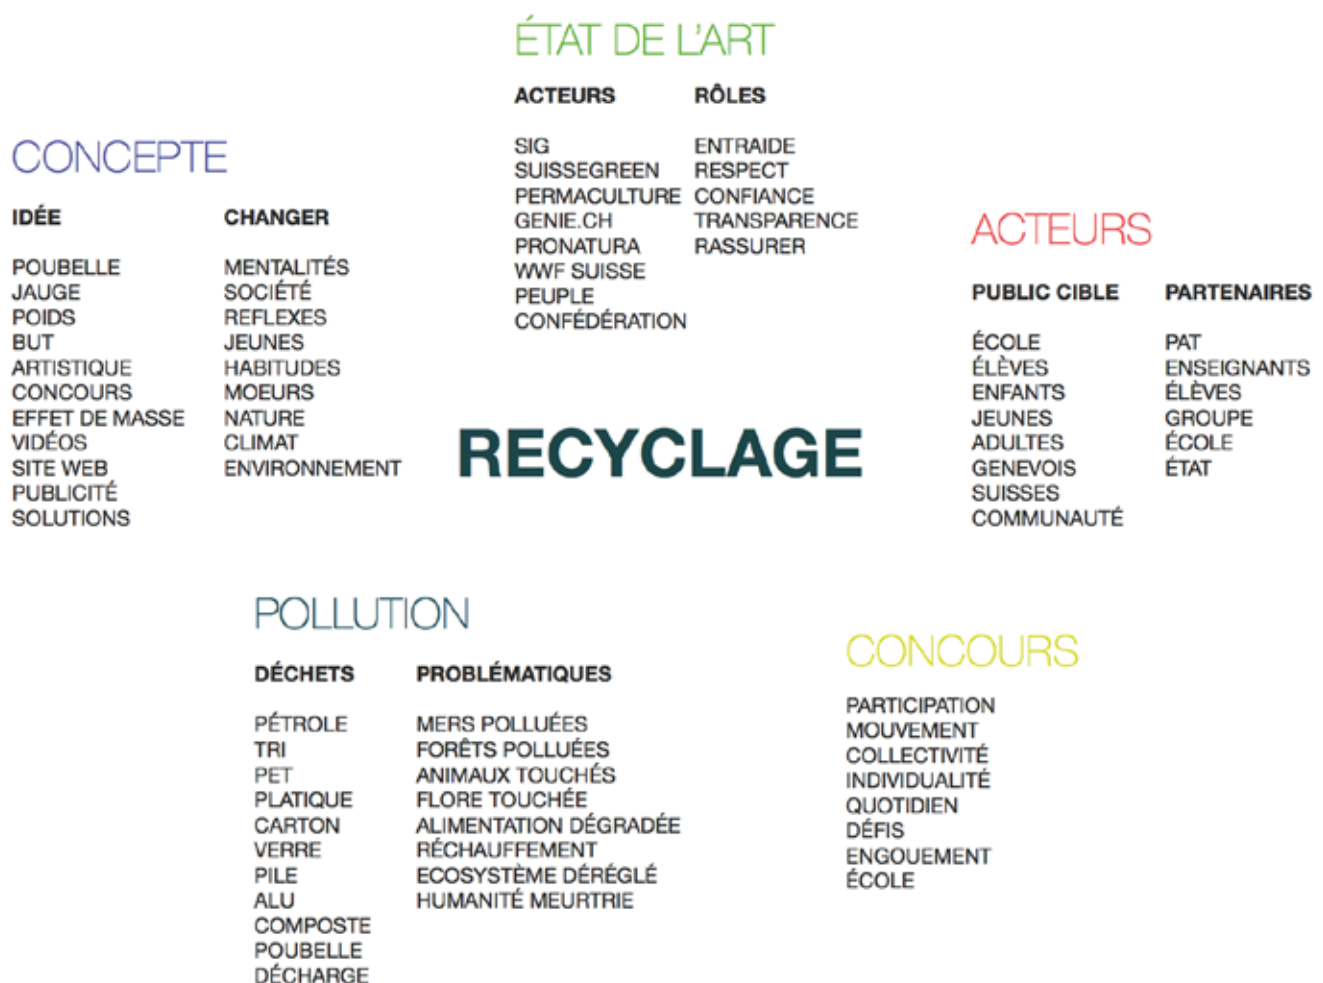 ÉTAT DE L'ART
ACTEURS
SIG
SUISSEGREEN
PERMACULTURE
GENIE.CH
PRONATURA
WWF SUISSE
PEUPLE
CONFÉDÉRATION
RÔLES
ENTRAIDE
RESPECT
CONFIANCE
TRANSPARENCE
RASSURER
CONCEPTE
IDÉE
POUBELLE
JAUGE
POIDS
BUT
ARTISTIQUE
CONCOURS
EFFET DE MASSE
VIDÉOS
SITE WEB
PUBLICITÉ
SOLUTIONS
CHANGER
MENTALITÉS
SOCIÉTÉ
REFLEXES
JEUNES
HABITUDES
MOEURS
NATURE
CLIMAT
ENVIRONNEMENT
ACTEURS
PUBLIC CIBLE
ÉCOLE
ÉLÈVES
ENFANTS
JEUNES
ADULTES
GENEVOIS
SUISSES
COMMUNAUTÉ
PARTENAIRES
PAT
ENSEIGNANTS
ÉLÈVES
GROUPE
ÉCOLE
ÉTAT
RECYCLAGE
POLLUTION
DÉCHETS
PÉTROLE
TRI
PET
PLATIQUE
CARTON
VERRE
PILE
ALU
COMPOSTE
POUBELLE
DÉCHARGE
PROBLÉMATIQUES
MERS POLLUÉES
FORÊTS POLLUÉES
ANIMAUX TOUCHÉS
FLORE TOUCHÉE
ALIMENTATION DÉGRADÉE
RÉCHAUFFEMENT
ECOSYSTÈME DÉRÉGLÉ
HUMANITÉ MEURTRIE
CONCOURS
PARTICIPATION
MOUVEMENT
COLLECTIVITÉ
INDIVIDUALITÉ
QUOTIDIEN
DÉFIS
ENGOUEMENT
ÉCOLE